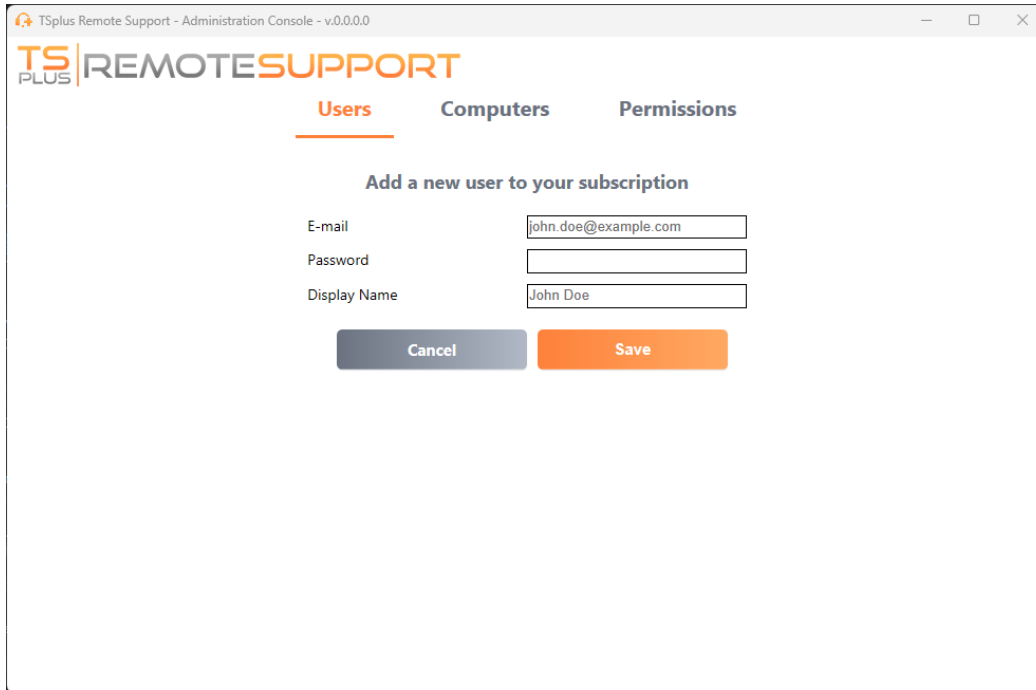 TSplus Remote Support - Administration Console - v.0.0.0.0
TS PLUS REMOTESUPPORT
Users Computers Permissions
Add a new user to your subscription
E-mail john.doe@example.com
Password
Display Name John Doe
Cancel Save